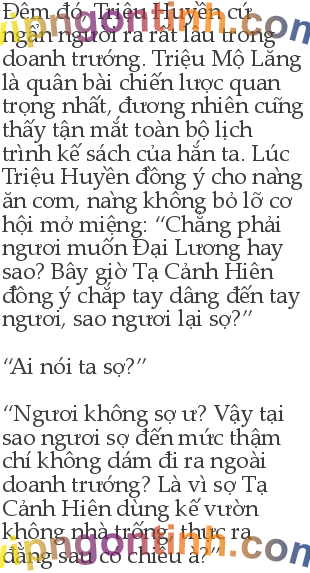 Đêm đó, Triệu Huyền cứ
ngẩn người ra rất lâu trong
doanh trướng. Triệu Mộ Lăng
là quân bài chiến lược quan
trọng nhất, đương nhiên cũng
thấy tận mắt toàn bộ lịch
trình kế sách của hắn ta. Lúc
Triệu Huyền đồng ý cho nàng
ăn cơm, nàng không bỏ lỡ cơ
hội mở miệng: “Chẳng phải
ngươi muốn Đại Lương hay
sao? Bây giờ Tạ Cảnh Hiên
đồng ý chắp tay dâng đến tay
ngươi, sao ngươi lại sợ?”
“Ai nói ta sợ?”
“Ngươi không sợ ư? Vậy tại
sao ngươi sợ đến mức thậm
chí không dám đi ra ngoài
doanh trướng? Là vì sợ Tạ
Cảnh Hiên dùng kế vườn
không nhà trống, thực ra
đằng sau có chiêu à?”
vipngontinh.com
vipngontinh.com